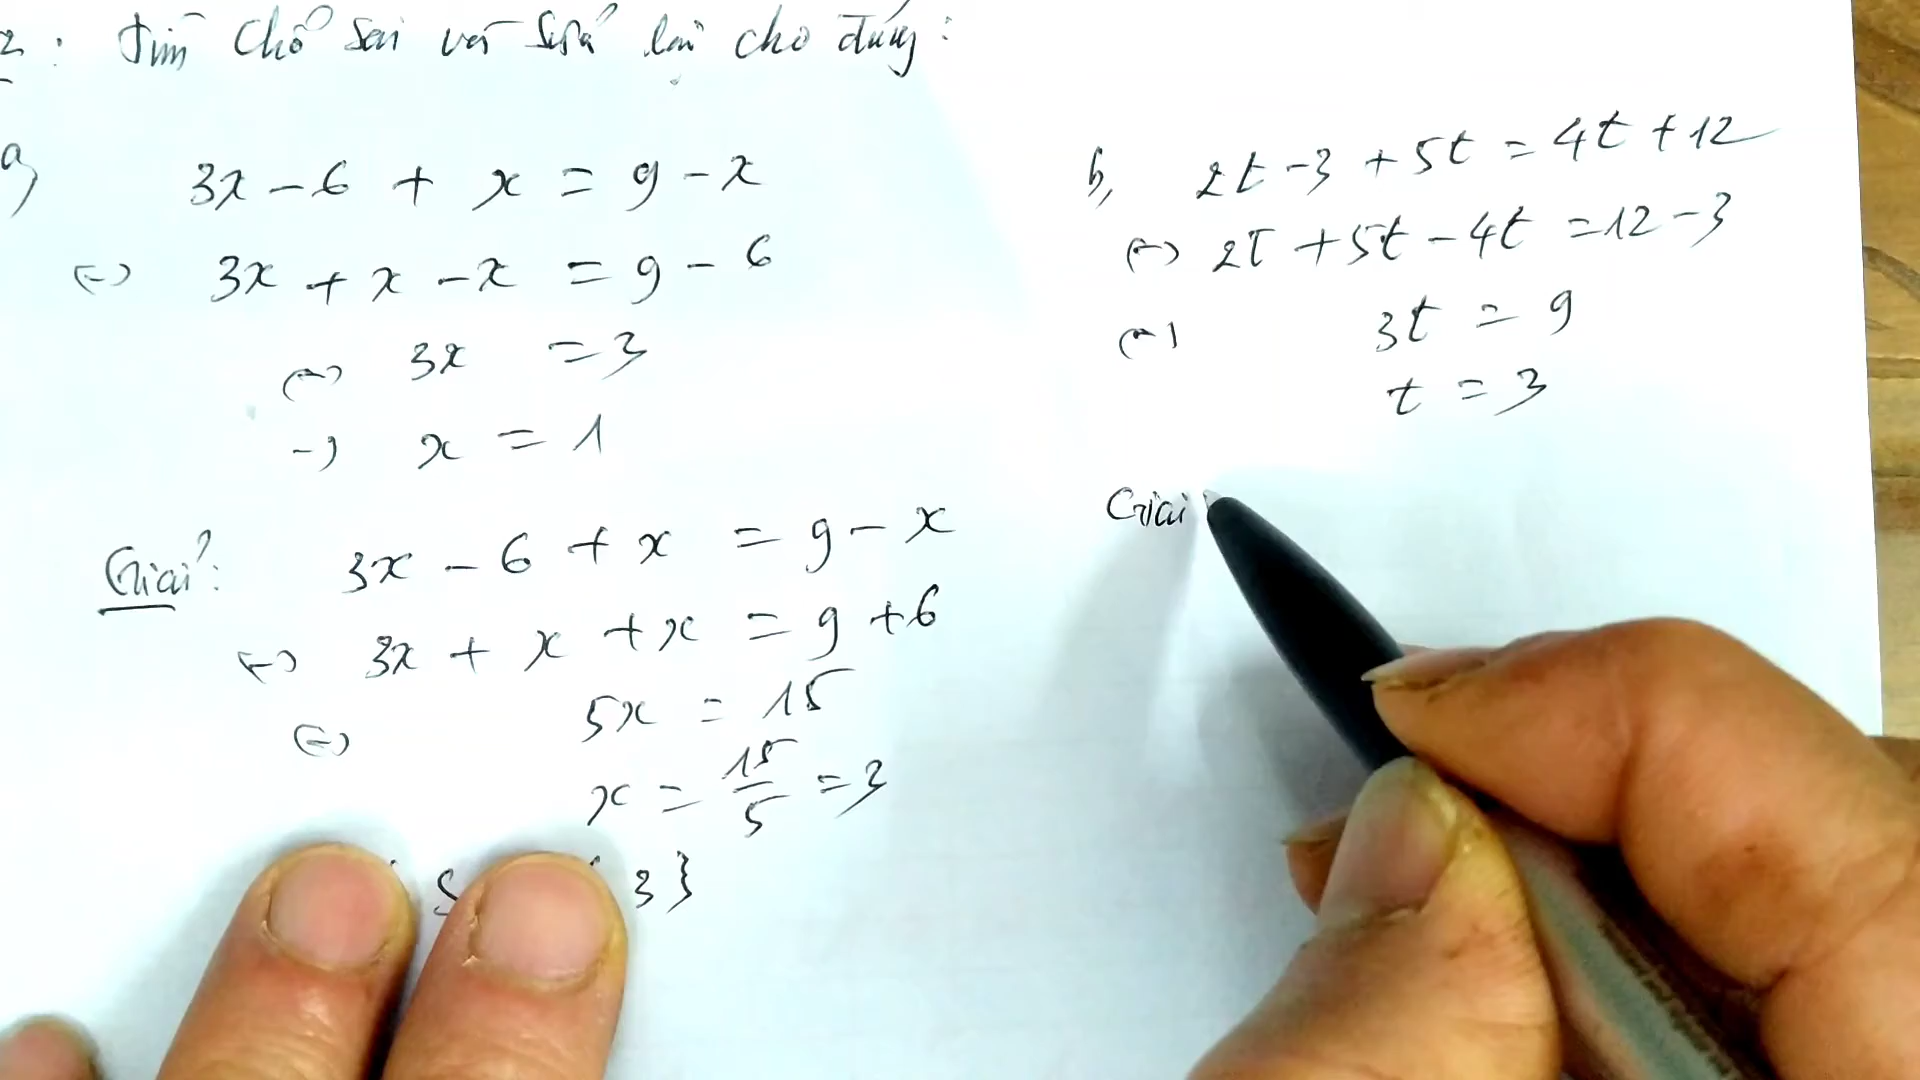 2: Tìm chỗ sai và sửa lại cho đúng:
a,
3x - 6 + x = 9 - x
<=> 3x + x - x = 9 - 6
<=> 3x = 3
=> x = 1
Giải: 3x - 6 + x = 9 - x
<=> 3x + x + x = 9 + 6
<=> 5x = 15
x = 15/5 = 3
S { 3 }
b, 2t - 3 + 5t = 4t + 12
<=> 2t + 5t - 4t = 12 - 3
<=> 3t = 9
t = 3
Giai